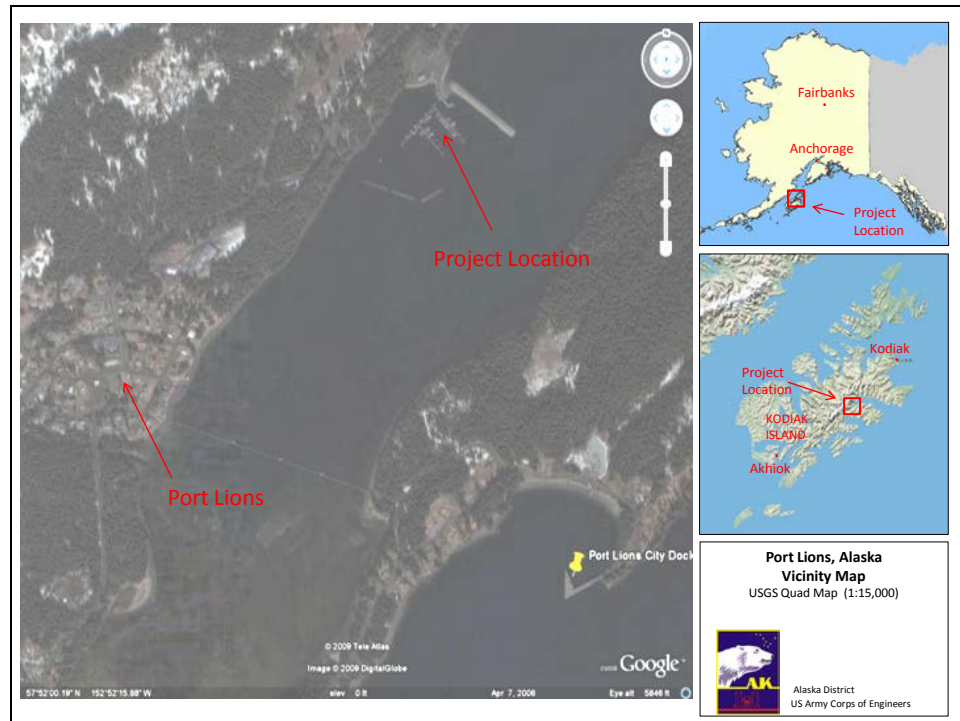 N
Project Location
Port Lions
Port Lions City Dock
© 2009 Tele Atlas
Image © 2009 DigitalGlobe
Google
57°52'00.19" N 152°52'15.88" W
elev 0 ft
Apr 7, 2006
Eye alt 5846 ft
Fairbanks
Anchorage
Project
Location
Kodiak
Project
Location
KODIAK
ISLAND
Akhiok
Port Lions, Alaska
Vicinity Map
USGS Quad Map (1:15,000)
AK
Alaska District
US Army Corps of Engineers